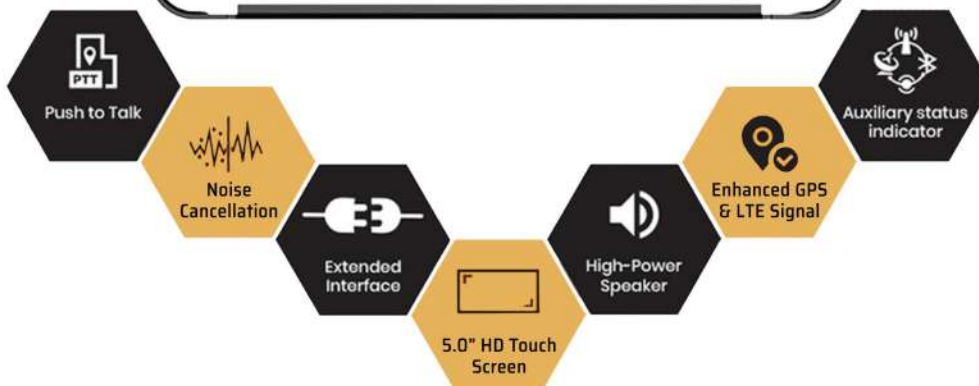 PTT
Push to Talk
Noise
Cancellation
Extended
Interface
5.0" HD Touch
Screen
High-Power
Speaker
Enhanced GPS
& LTE Signal
Auxiliary status
indicator